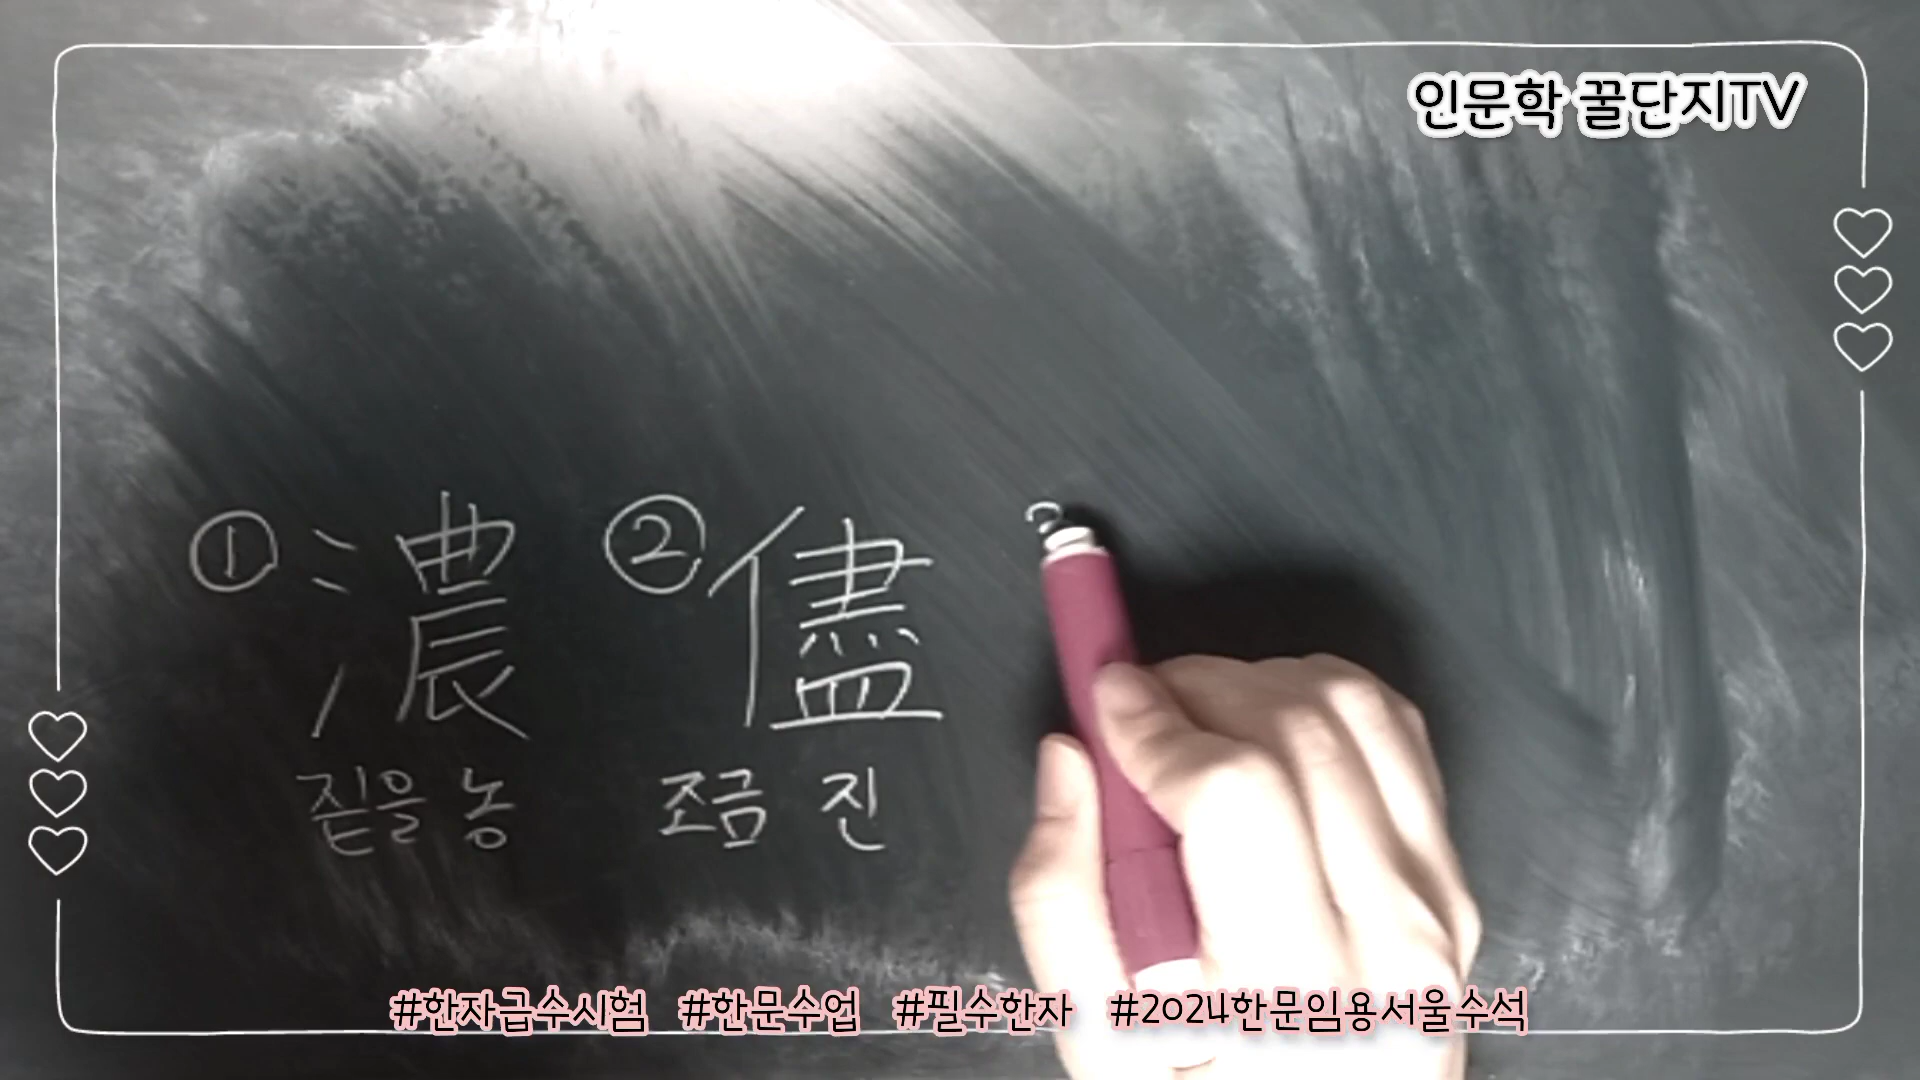 인문학 꿀단지TV
① 濃 ② 儘
짙을 농 조금 진
#한자급수시험 #한문수업 #필수한자 #2024한문임용서울수석